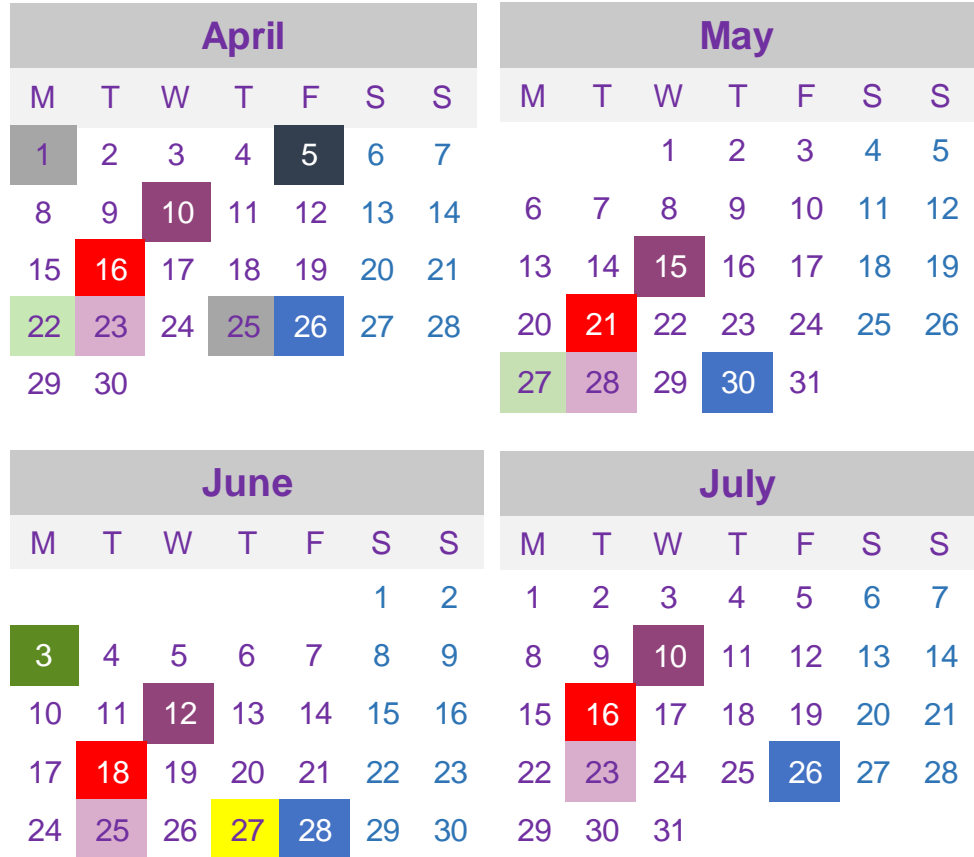 April
M T W T F S S
1 2 3 4 5 6 7
8 9 10 11 12 13 14
15 16 17 18 19 20 21
22 23 24 25 26 27 28
29 30
May
M T W T F S S
1 2 3 4 5
6 7 8 9 10 11 12
13 14 15 16 17 18 19
20 21 22 23 24 25 26
27 28 29 30 31
June
M T W T F S S
1 2
3 4 5 6 7 8 9
10 11 12 13 14 15 16
17 18 19 20 21 22 23
24 25 26 27 28 29 30
July
M T W T F S S
1 2 3 4 5 6 7
8 9 10 11 12 13 14
15 16 17 18 19 20 21
22 23 24 25 26 27 28
29 30 31